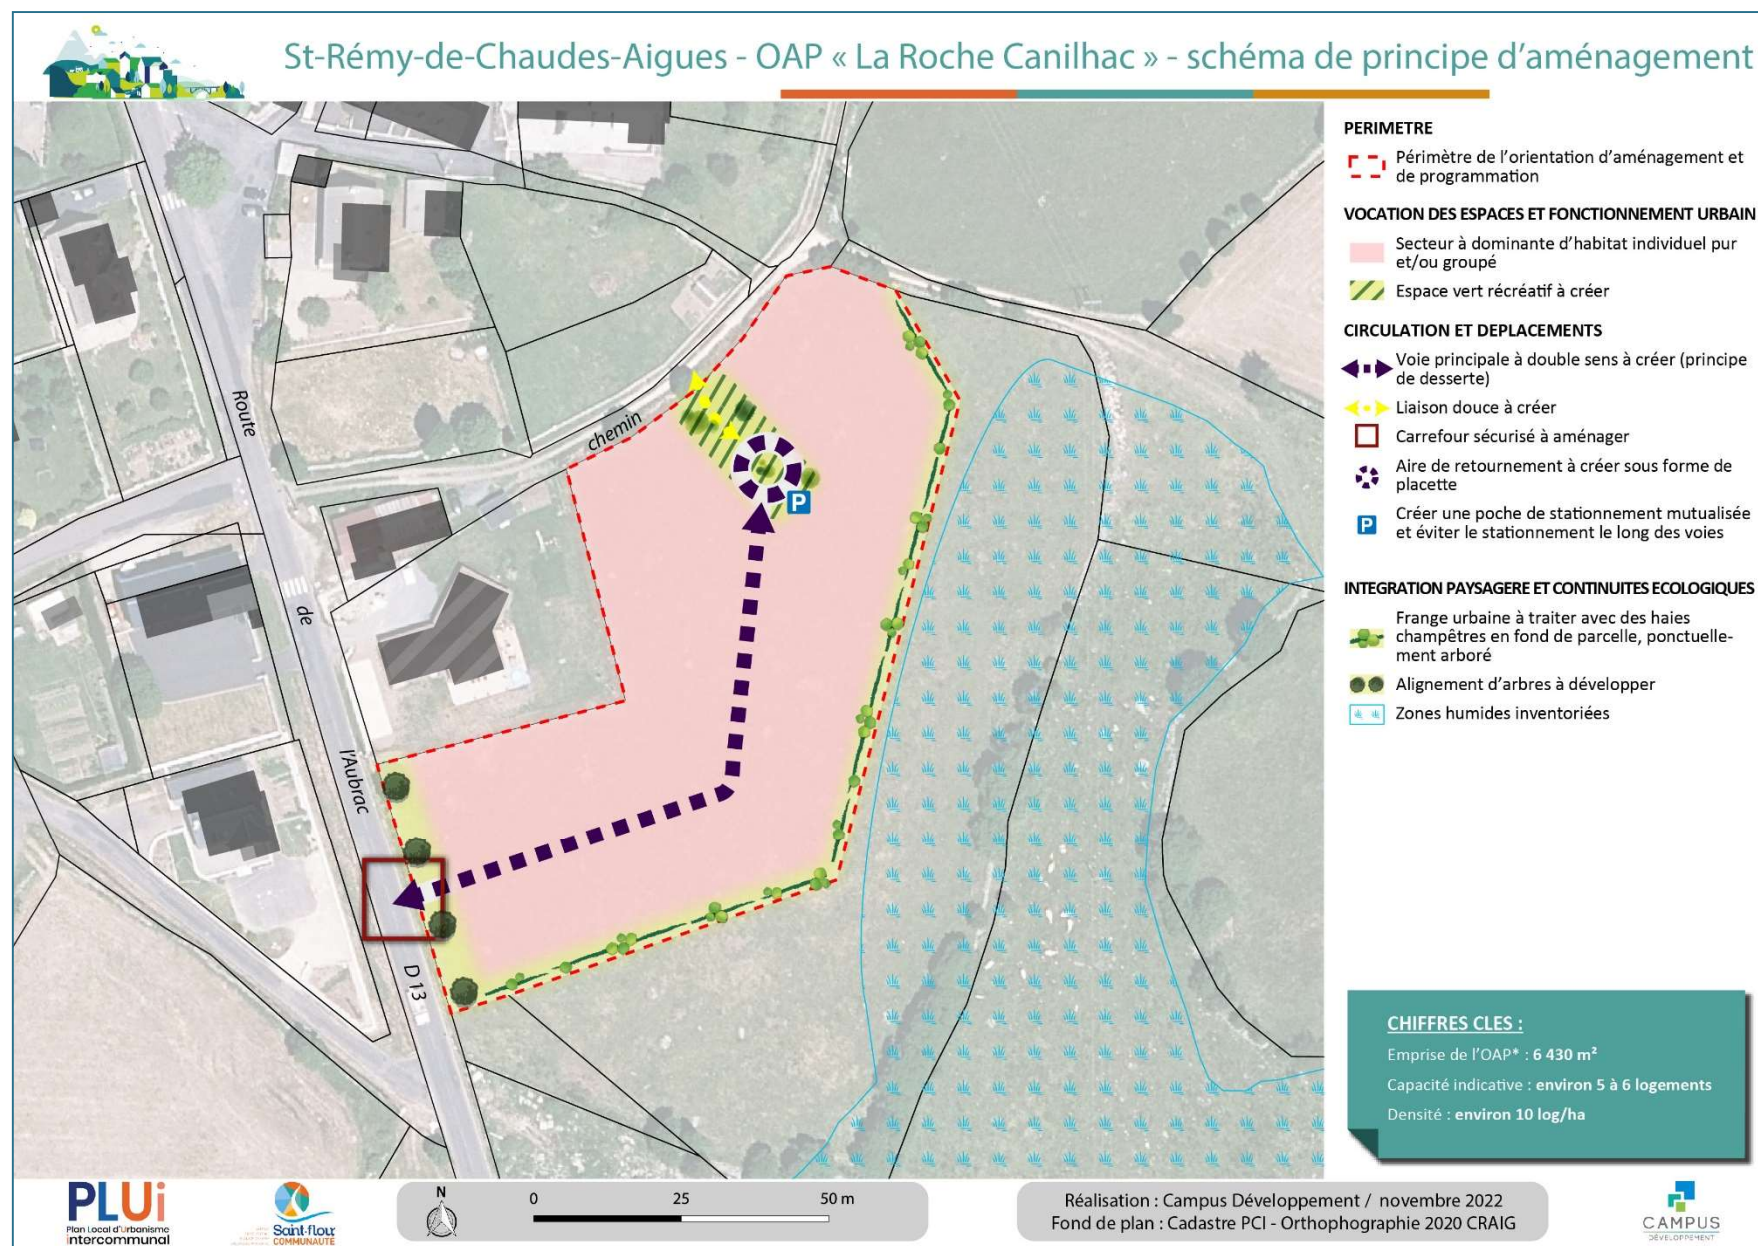 St-Rémy-de-Chaudes-Aigues - OAP « La Roche Canilhac » - schéma de principe d'aménagement
PERIMETRE
Périmètre de l'orientation d'aménagement et
de programmation
VOCATION DES ESPACES ET FONCTIONNEMENT URBAIN
Secteur à dominante d'habitat individuel pur
et/ou groupé
Espace vert récréatif à créer
CIRCULATION ET DEPLACEMENTS
Voie principale à double sens à créer (principe
de desserte)
Liaison douce à créer
Carrefour sécurisé à aménager
Aire de retournement à créer sous forme de
placette
P
Créer une poche de stationnement mutualisée
et éviter le stationnement le long des voies
INTEGRATION PAYSAGERE ET CONTINUITES ECOLOGIQUES
Frange urbaine à traiter avec des haies
champêtres en fond de parcelle, ponctuelle-
ment arboré
Alignement d'arbres à développer
Zones humides inventoriées
Route
de
l'Aubrac
D 13
chemin
P
CHIFFRES CLES :
Emprise de l'OAP* : 6 430 m²
Capacité indicative : environ 5 à 6 logements
Densité : environ 10 log/ha
PLUi
Plan Local d'Urbanisme
intercommunal
Saint-flour
COMMUNAUTÉ
N
0 25 50 m
Réalisation : Campus Développement / novembre 2022
Fond de plan : Cadastre PCI - Orthophographie 2020 CRAIG
CAMPUS
DÉVELOPPEMENT